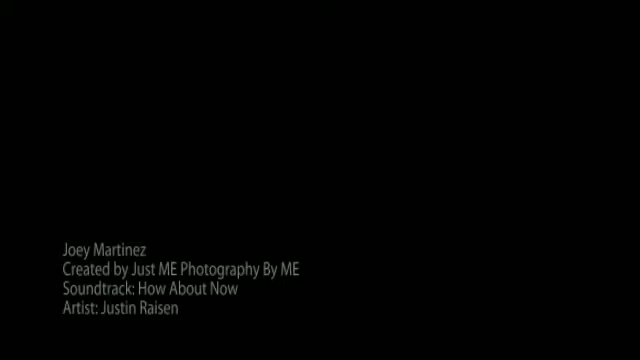 Joey Martinez
Created by Just ME Photography By ME
Soundtrack: How About Now
Artist: Justin Raisen